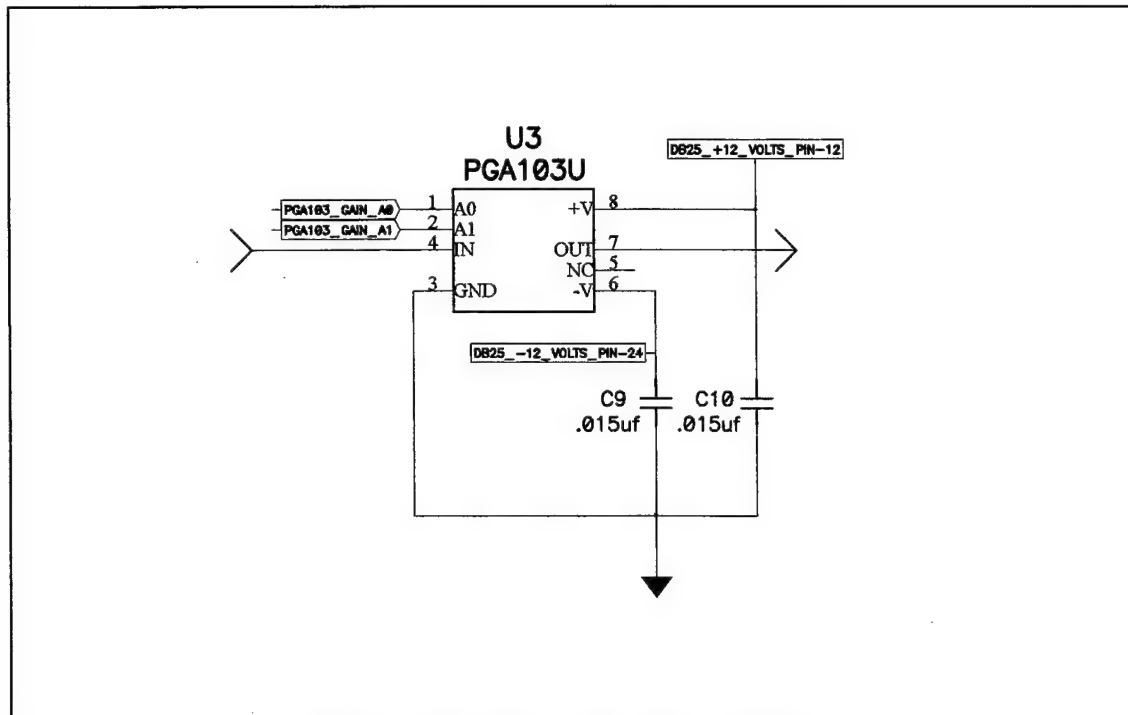 U3
PGA103U
DB25_+12_VOLTS_PIN-12
PGA103_GAIN_A0
PGA103_GAIN_A1
1
2
4
3
A0
A1
IN
GND
+V
OUT
NC
-V
8
7
5
6
DB25_-12_VOLTS_PIN-24
C9
.015uf
C10
.015uf